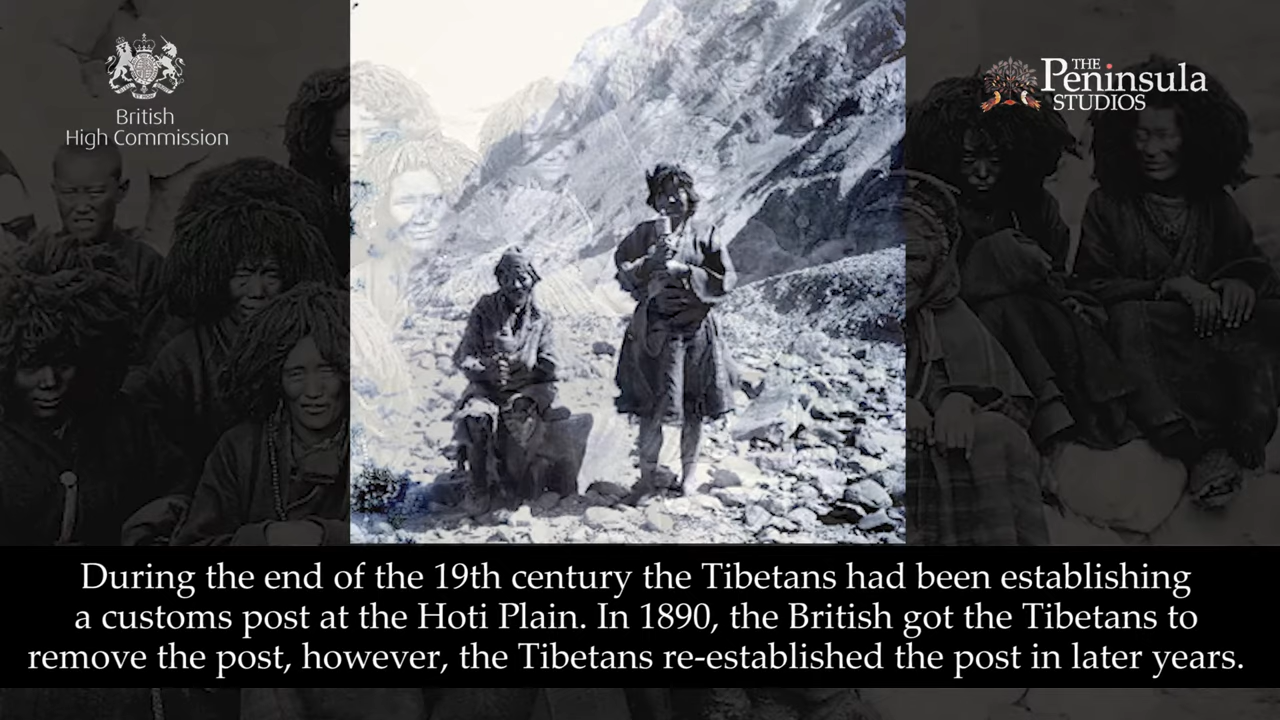 British
High Commission
THE
Peninsula
STUDIOS
During the end of the 19th century the Tibetans had been establishing
a customs post at the Hoti Plain. In 1890, the British got the Tibetans to
remove the post, however, the Tibetans re-established the post in later years.